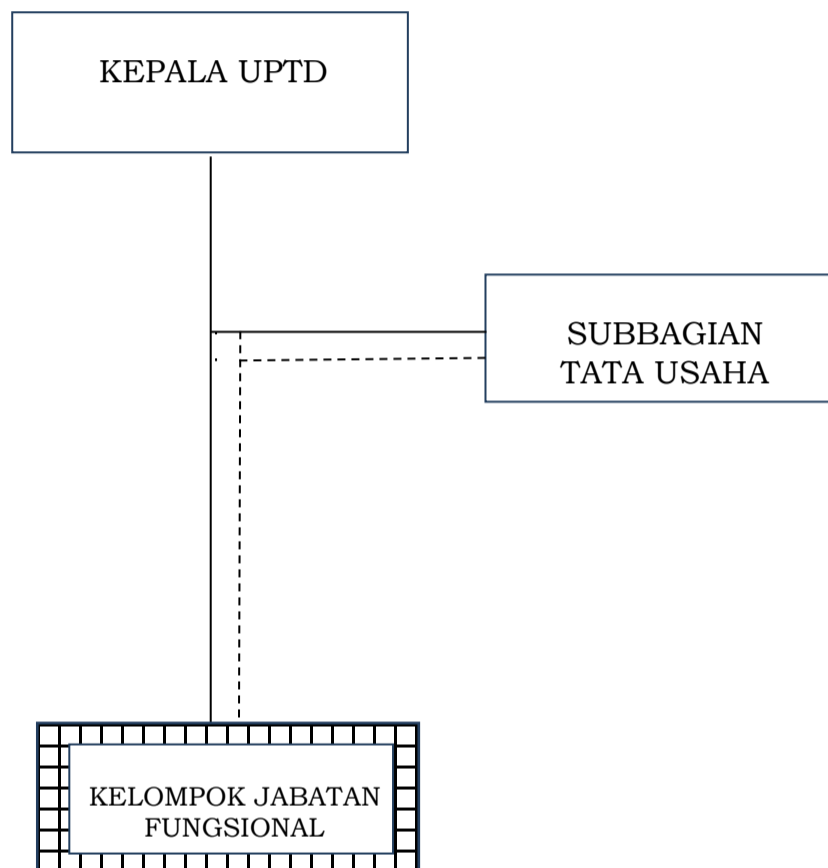 KEPALA UPTD
SUBBAGIAN
TATA USAHA
KELOMPOK JABATAN
FUNGSIONAL